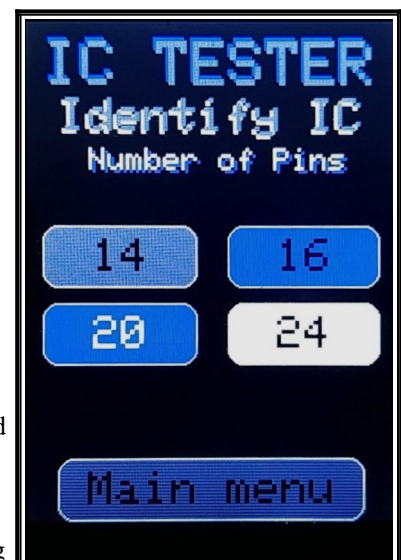 IC TESTER
Identify IC
Number of Pins
14 16
20 24
Main menu